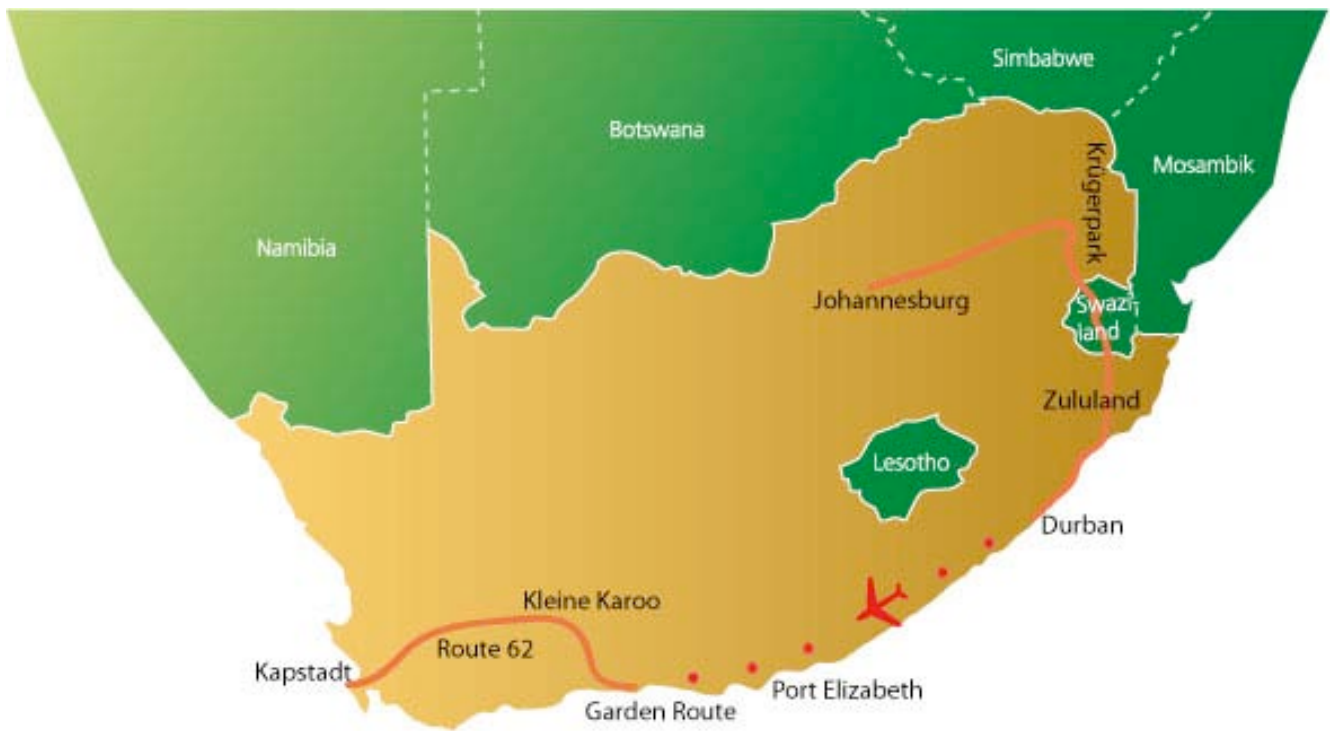 Simbabwe
Botswana
Mosambik
Krügerpark
Namibia
Johannesburg
Swazi-
land
Zululand
Lesotho
Durban
Kleine Karoo
Route 62
Kapstadt
Port Elizabeth
Garden Route